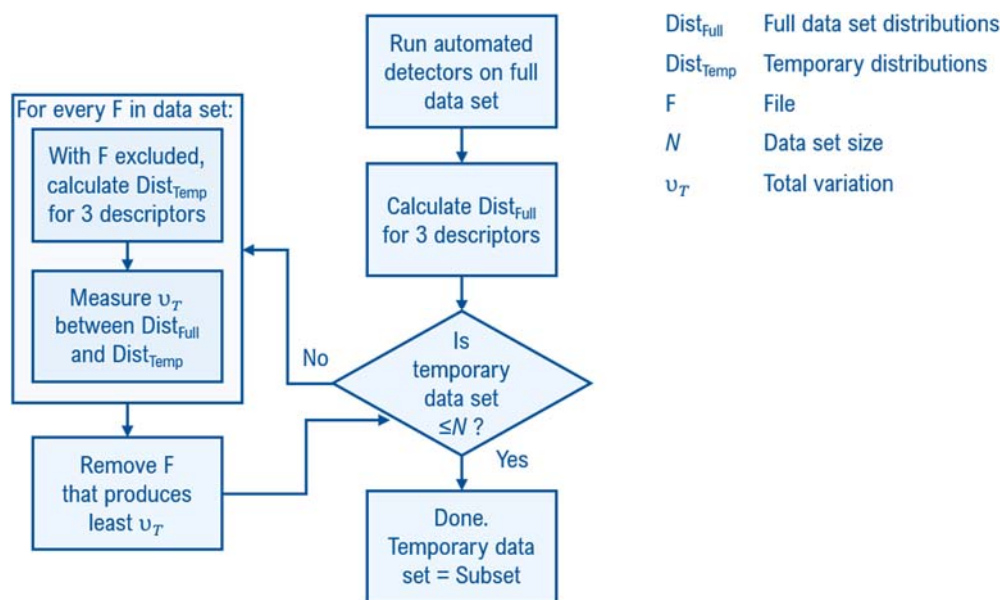 Run automated
detectors on full
data set
Calculate Dist_Full
for 3 descriptors
Is
temporary
data set
≤N ?
No
Yes
For every F in data set:
With F excluded,
calculate Dist_Temp
for 3 descriptors
Measure υ_T
between Dist_Full
and Dist_Temp
Remove F
that produces
least υ_T
Done.
Temporary data
set = Subset
Dist_Full Full data set distributions
Dist_Temp Temporary distributions
F File
N Data set size
υ_T Total variation